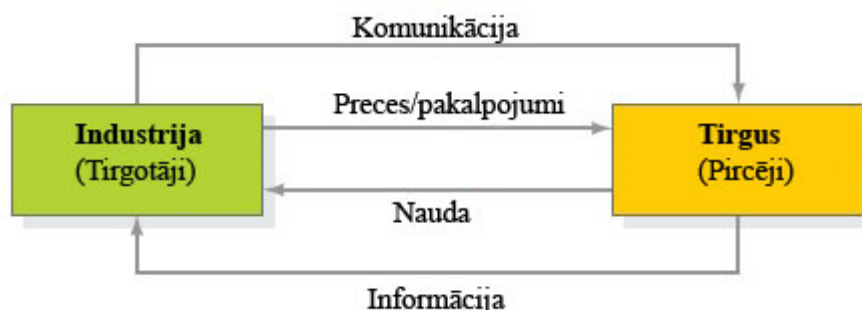 Komunikācija
Preces/pakalpojumi
Industrija
(Tirgotāji)
Tirgus
(Pircēji)
Nauda
Informācija